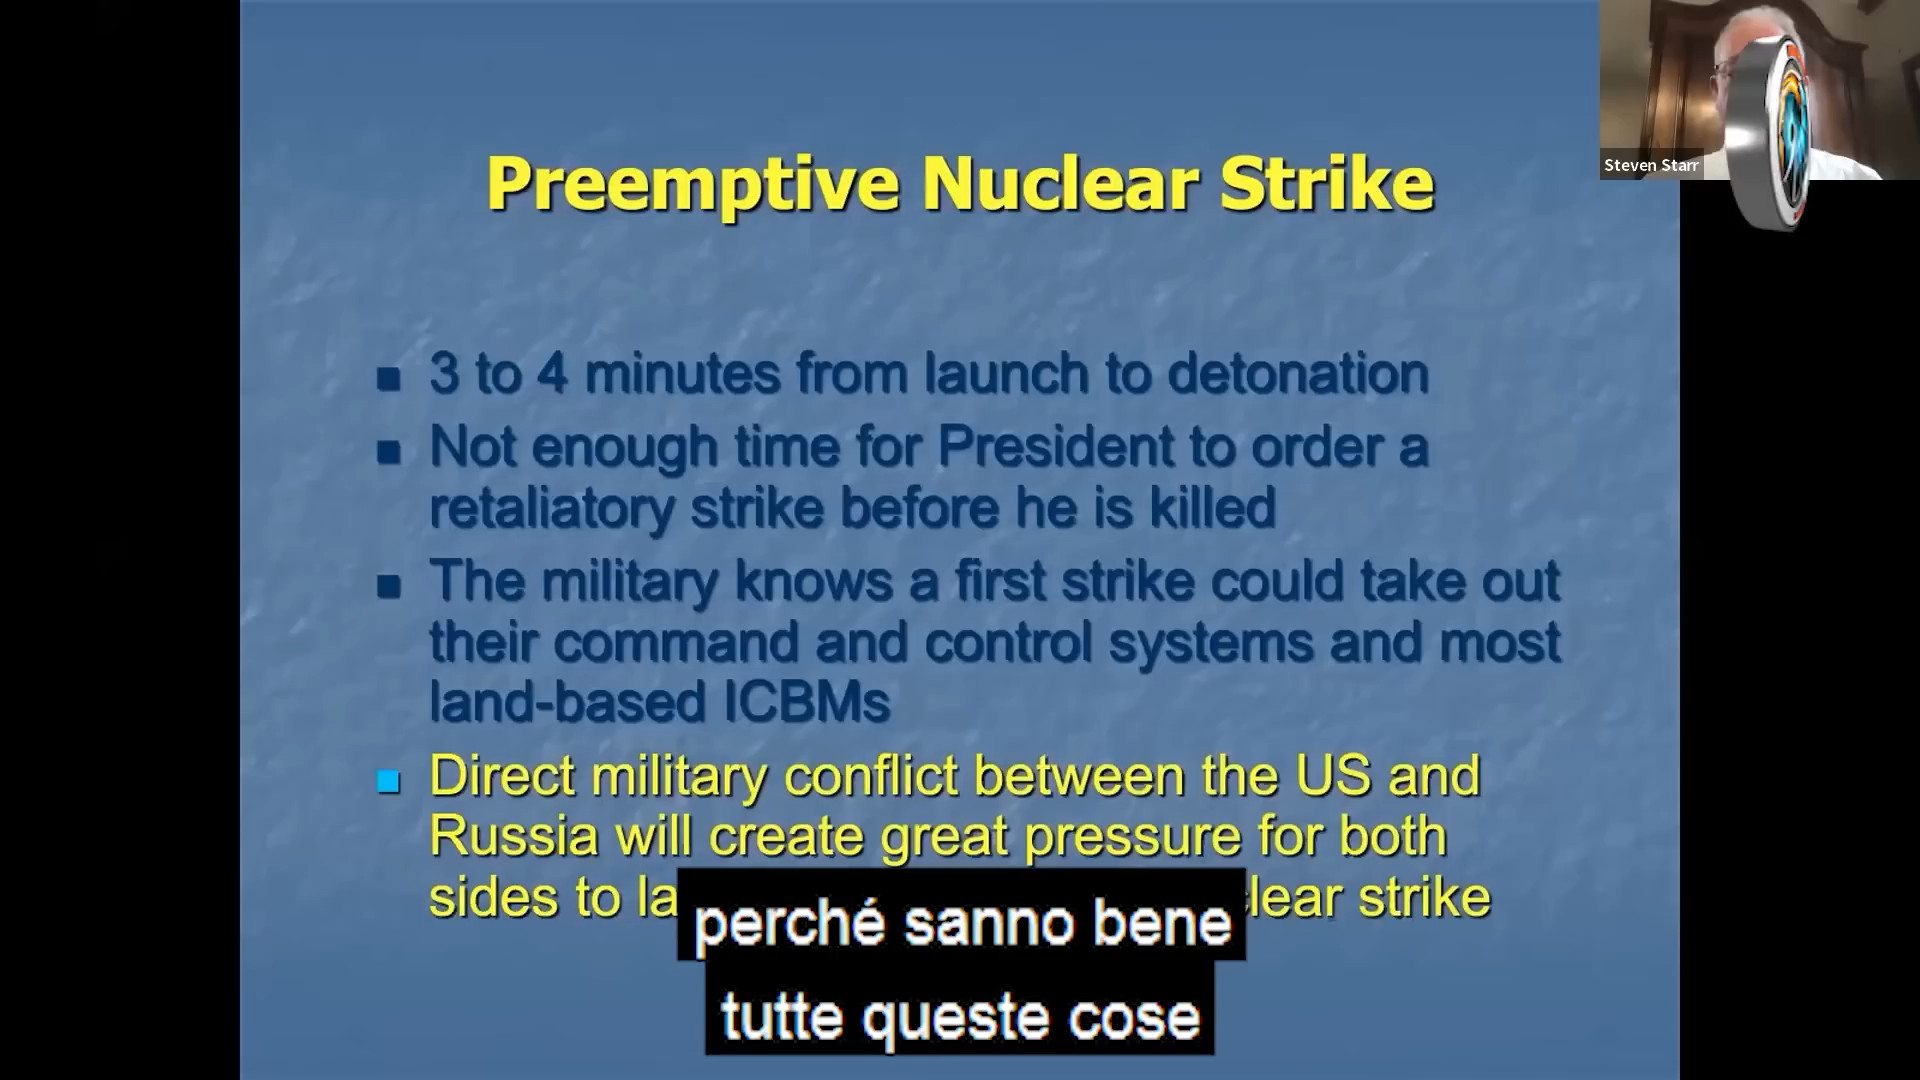 Preemptive Nuclear Strike
Steven Starr
3 to 4 minutes from launch to detonation
Not enough time for President to order a
retaliatory strike before he is killed
The military knows a first strike could take out
their command and control systems and most
land-based ICBMs
Direct military conflict between the US and
Russia will create great pressure for both
sides to strike
perché sanno bene
tutte queste cose